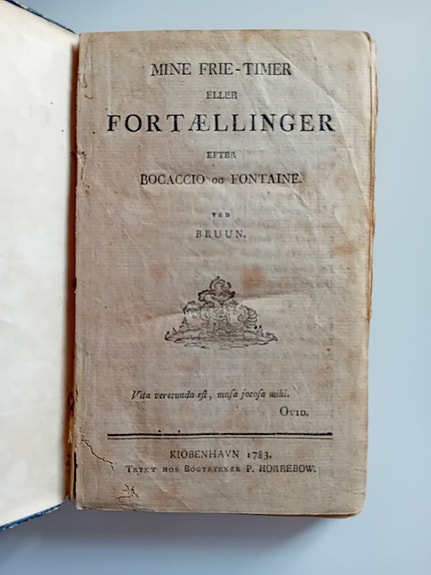 MINE FRIE-TIMER
ELLER
FORTÆLLINGER
EFTER
BOCACCIO OG FONTAINE.
VED
BRUUN.
Vita verecunda eſt, muſa jocoſa mihi.
OVID.
KIÖBENHAVN 1783.
TRYKT HOS BOGTRYKKER P. HORREBOW.